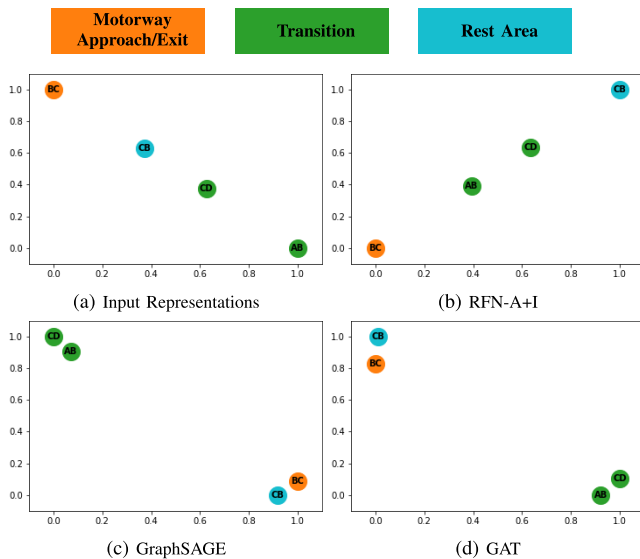 Motorway
Approach/Exit
Transition
Rest Area
1.0
0.8
0.6
0.4
0.2
0.0
0.0 0.2 0.4 0.6 0.8 1.0
BC
CB
CD
AB
(a) Input Representations
1.0
0.8
0.6
0.4
0.2
0.0
0.0 0.2 0.4 0.6 0.8 1.0
CB
CD
AB
BC
(b) RFN-A+I
1.0
0.8
0.6
0.4
0.2
0.0
0.0 0.2 0.4 0.6 0.8 1.0
CD
AB
BC
CB
(c) GraphSAGE
1.0
0.8
0.6
0.4
0.2
0.0
0.0 0.2 0.4 0.6 0.8 1.0
CB
BC
CD
AB
(d) GAT